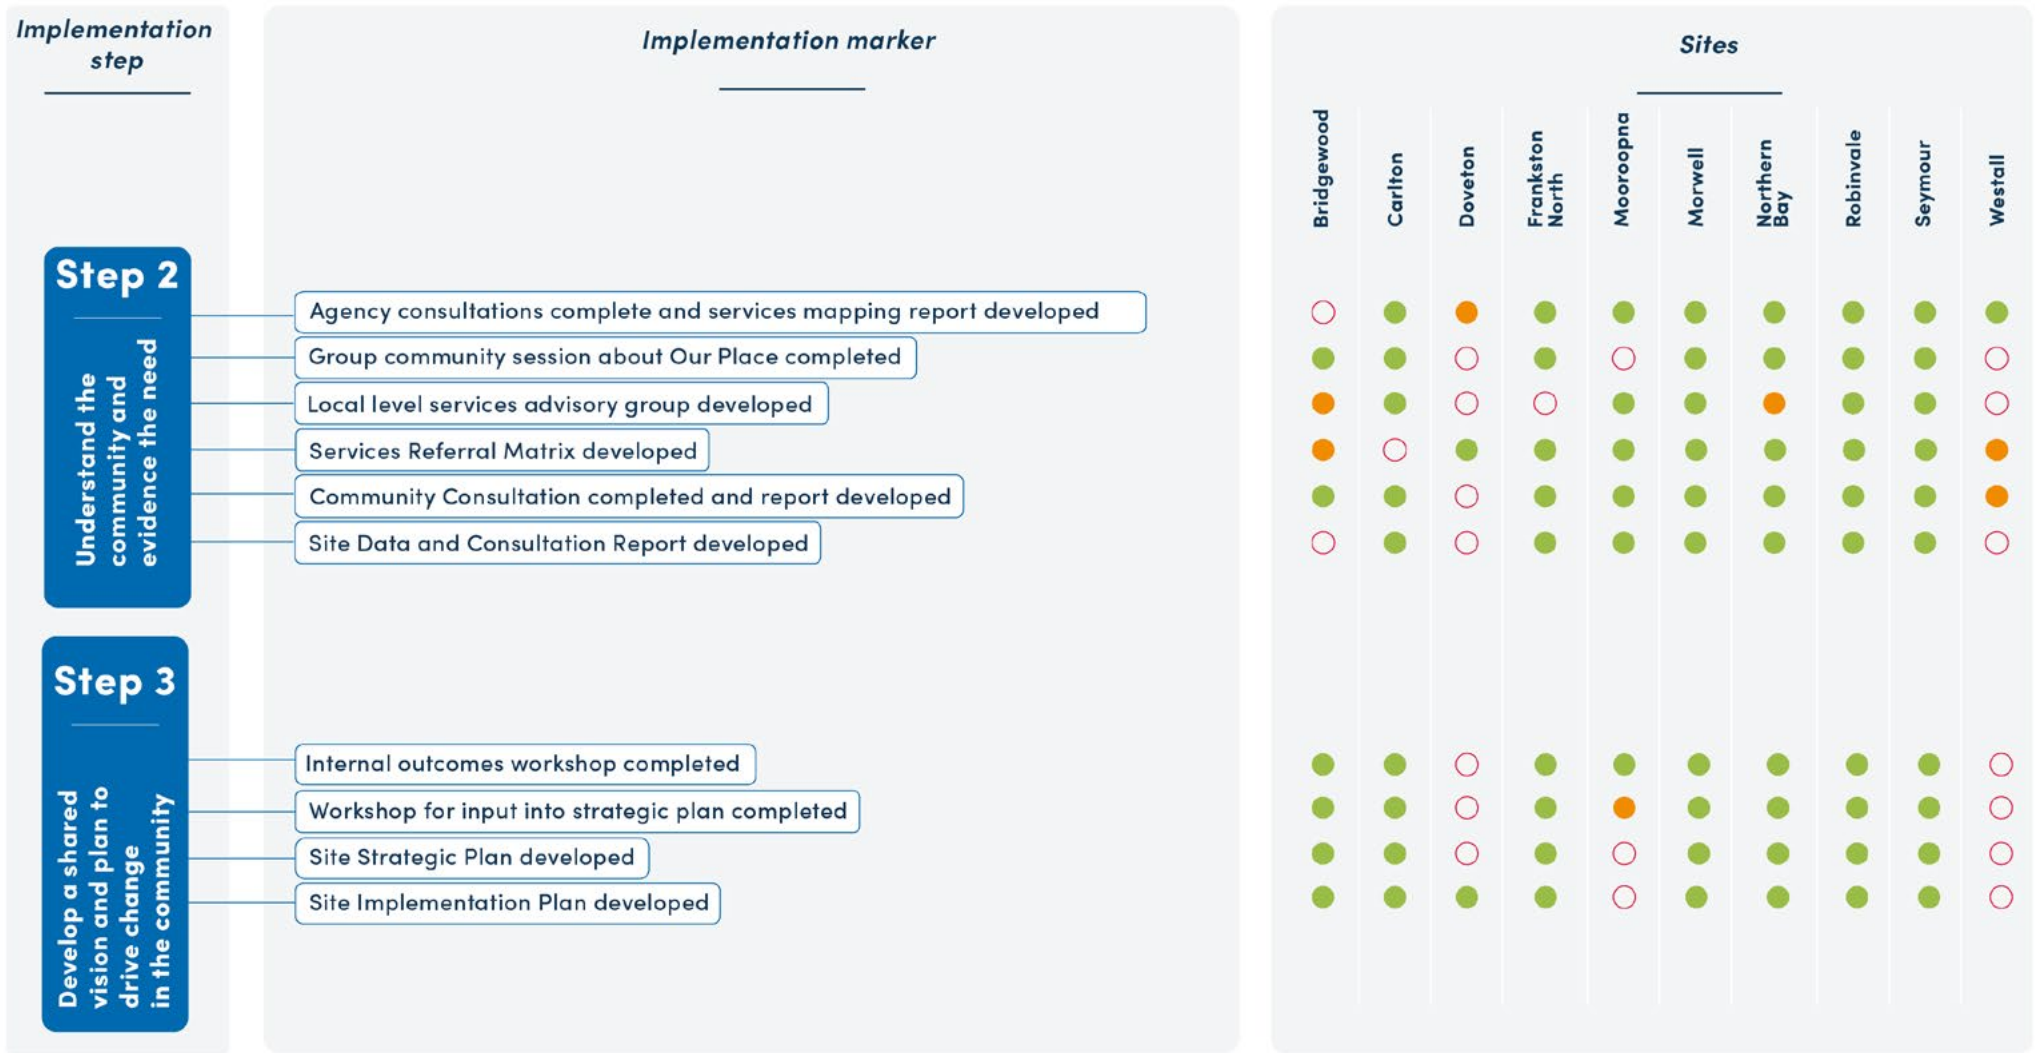 Implementation
step
Implementation marker
Sites
Bridgewood
Carlton
Doveton
Frankston
North
Mooroopna
Morwell
Northern
Bay
Robinvale
Seymour
Westall
Step 2
Understand the
community and
evidence the need
Agency consultations complete and services mapping report developed
Group community session about Our Place completed
Local level services advisory group developed
Services Referral Matrix developed
Community Consultation completed and report developed
Site Data and Consultation Report developed
Step 3
Develop a shared
vision and plan to
drive change
in the community
Internal outcomes workshop completed
Workshop for input into strategic plan completed
Site Strategic Plan developed
Site Implementation Plan developed